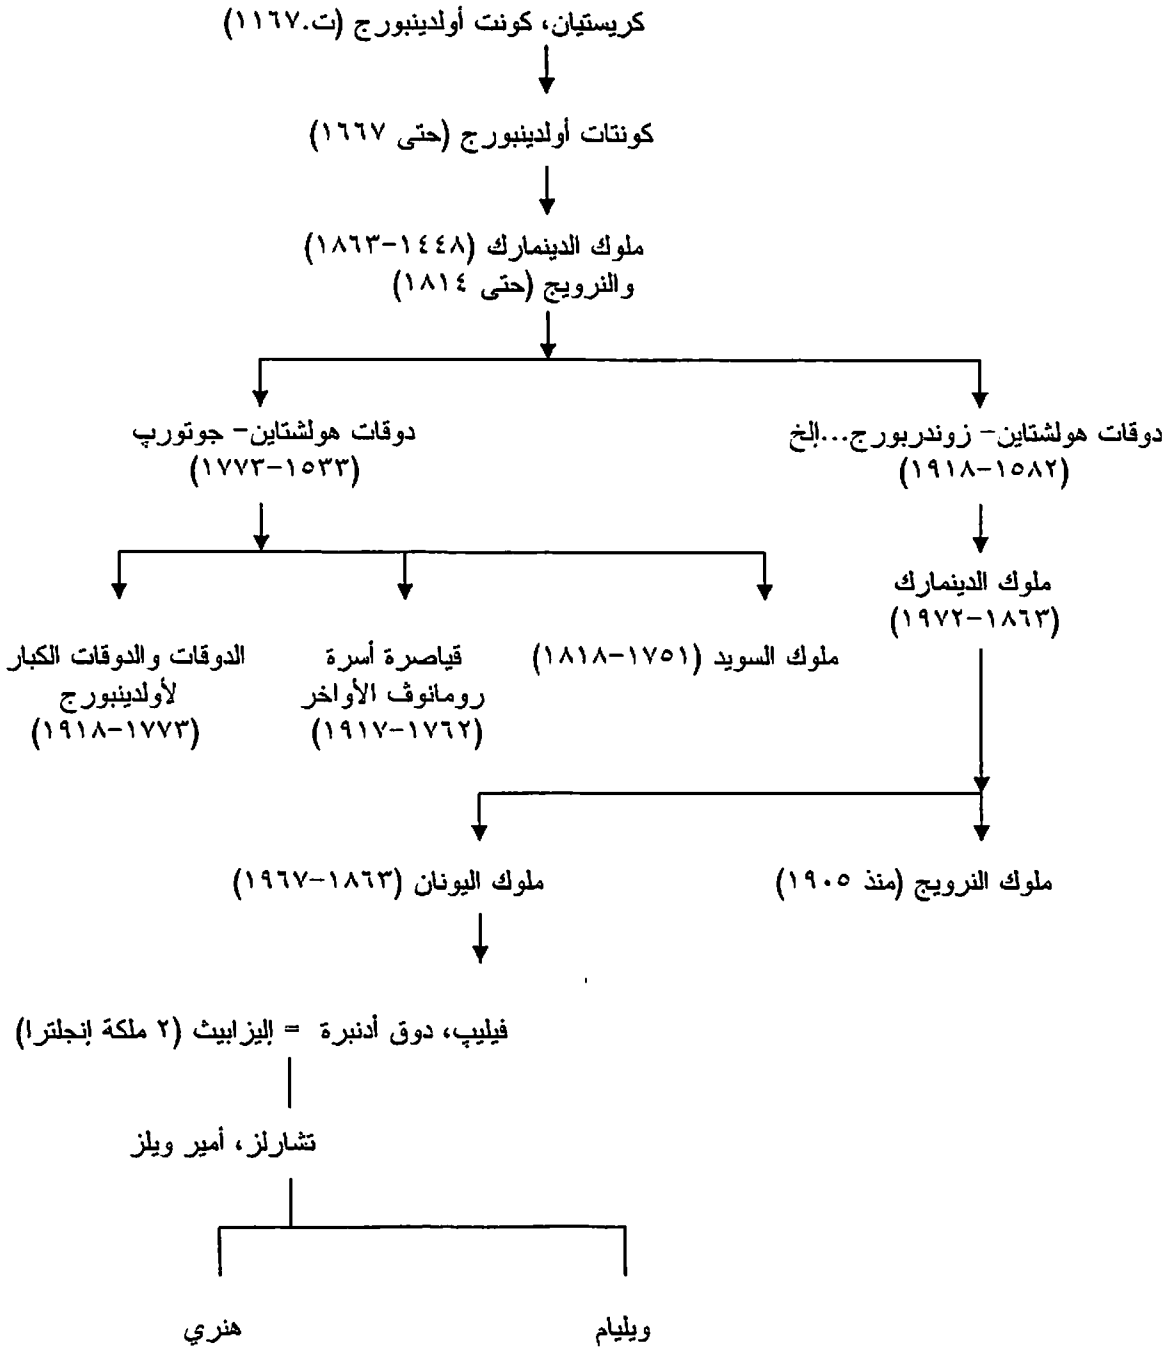 كريستيان، كونت أولدينبورج (ت.١١٦٧)
كونتات أولدينبورج (حتى ١٦٦٧)
ملوك الدينمارك (١٤٤٨-١٨٦٣)
والنرويج (حتى ١٨١٤)
دوقات هولشتاين- زوندربورج...إلخ
(١٥٨٢-١٩١٨)
دوقات هولشتاين- جوتورپ
(١٥٣٣-١٧٧٣)
ملوك الدينمارك
(١٨٦٣-١٩٧٢)
ملوك السويد (١٧٥١-١٨١٨)
قياصرة أسرة
رومانوڤ الأواخر
(١٧٦٢-١٩١٧)
الدوقات والدوقات الكبار
لأولدينبورج
(١٧٧٣-١٩١٨)
ملوك النرويج (منذ ١٩٠٥)
ملوك اليونان (١٨٦٣-١٩٦٧)
فيليپ، دوق أدنبرة = إليزابيث (٢ ملكة إنجلترا)
تشارلز، أمير ويلز
ويليام
هنري